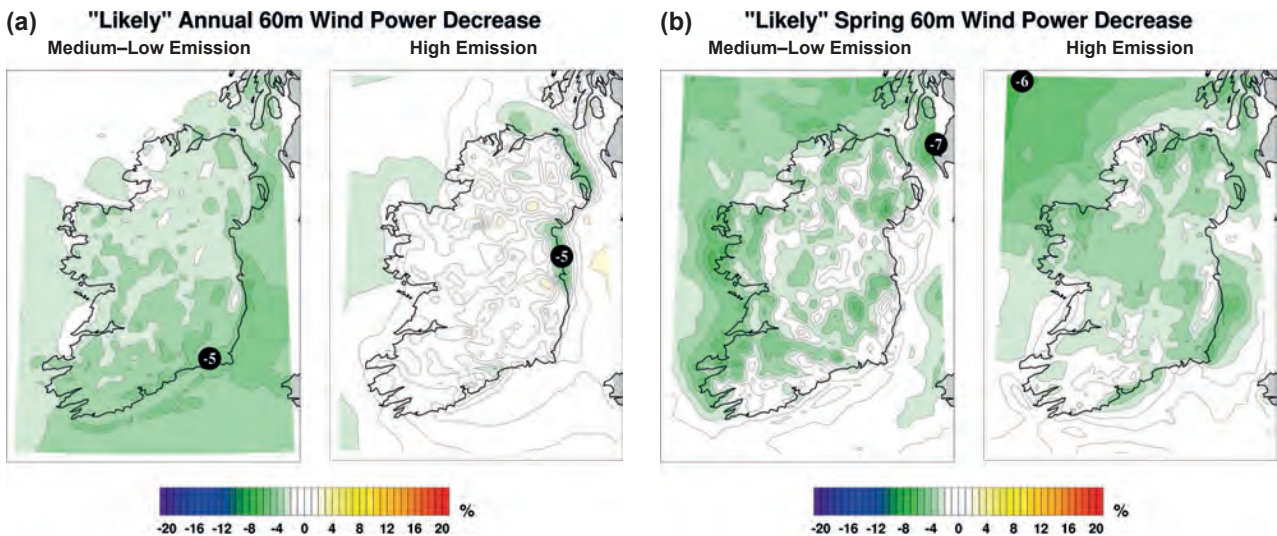 (a) "Likely" Annual 60m Wind Power Decrease
Medium–Low Emission High Emission
-5
-5
-20 -16 -12 -8 -4 0 4 8 12 16 20 %
(b) "Likely" Spring 60m Wind Power Decrease
Medium–Low Emission High Emission
-7
-6
-20 -16 -12 -8 -4 0 4 8 12 16 20 %